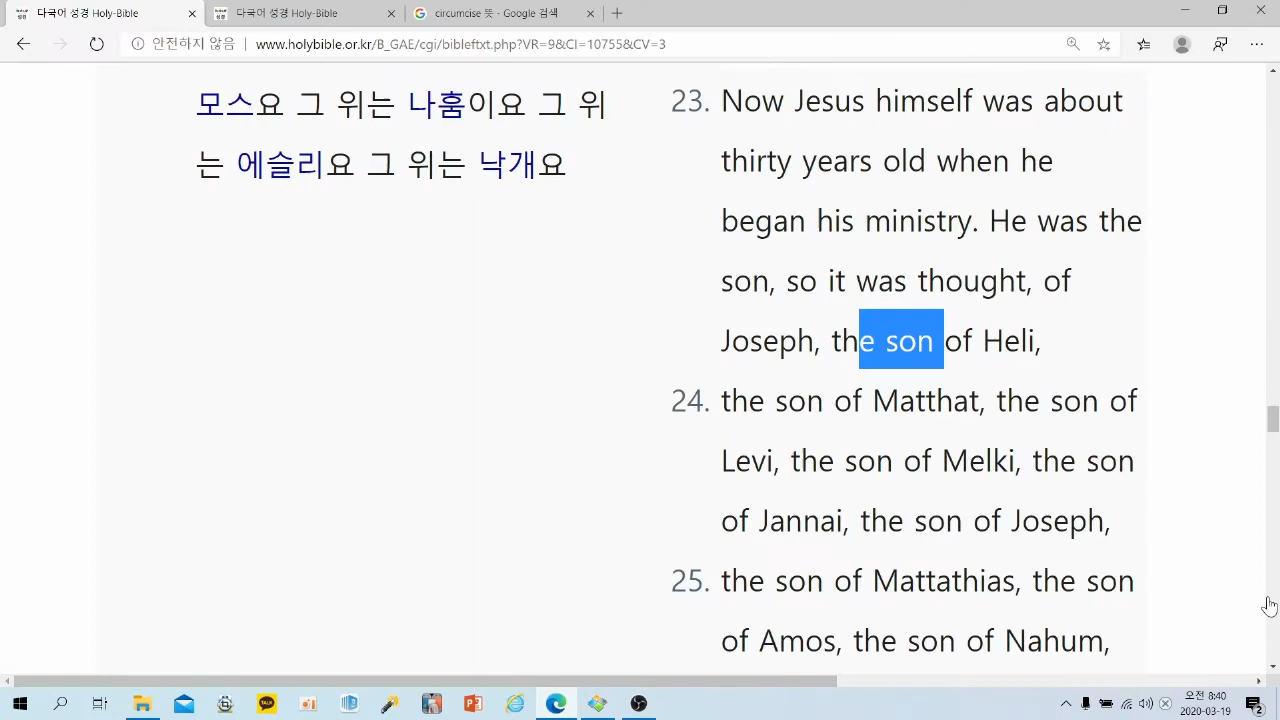 다국어 성경 Holy-Bible
다국어 성경 Holy-Bible
circumcise 뜻 - Google 검색
안전하지 않음
www.holybible.or.kr/B_GAE/cgi/bibleftxt.php?VR=9&CI=10755&CV=3
모스요 그 위는 나훔이요 그 위
는 에슬리요 그 위는 낙개요
23. Now Jesus himself was about
thirty years old when he
began his ministry. He was the
son, so it was thought, of
Joseph, the son of Heli,
24. the son of Matthat, the son of
Levi, the son of Melki, the son
of Jannai, the son of Joseph,
25. the son of Mattathias, the son
of Amos, the son of Nahum,
오전 8:40
2020-03-19